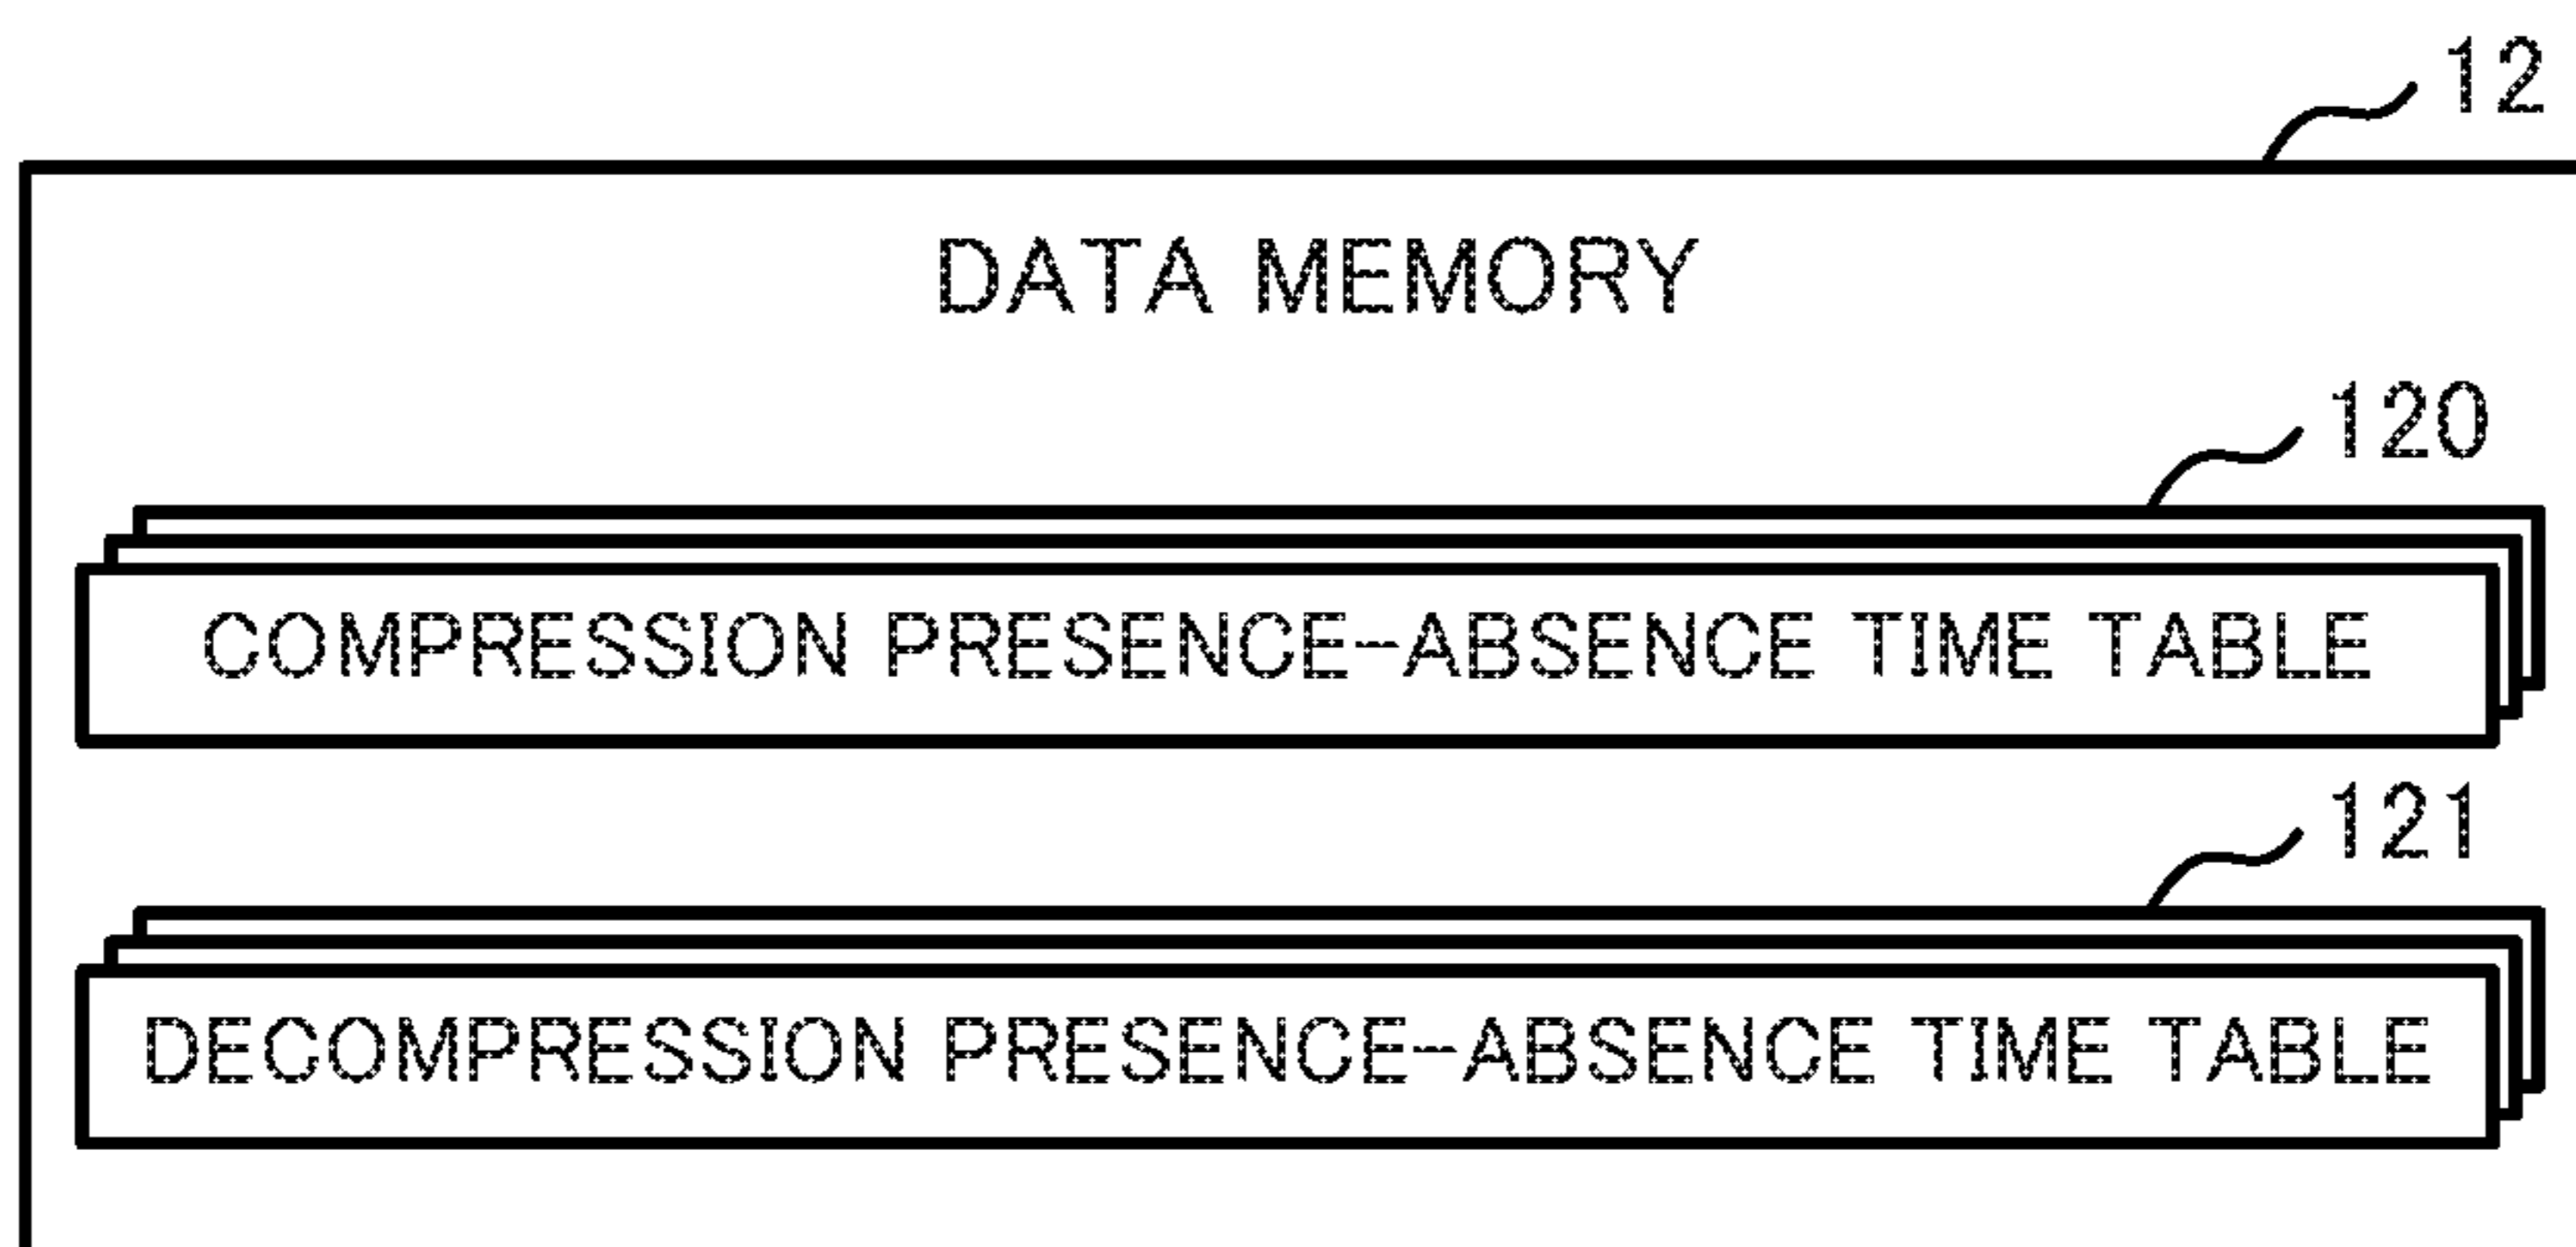 12
DATA MEMORY
120
COMPRESSION PRESENCE-ABSENCE TIME TABLE
121
DECOMPRESSION PRESENCE-ABSENCE TIME TABLE